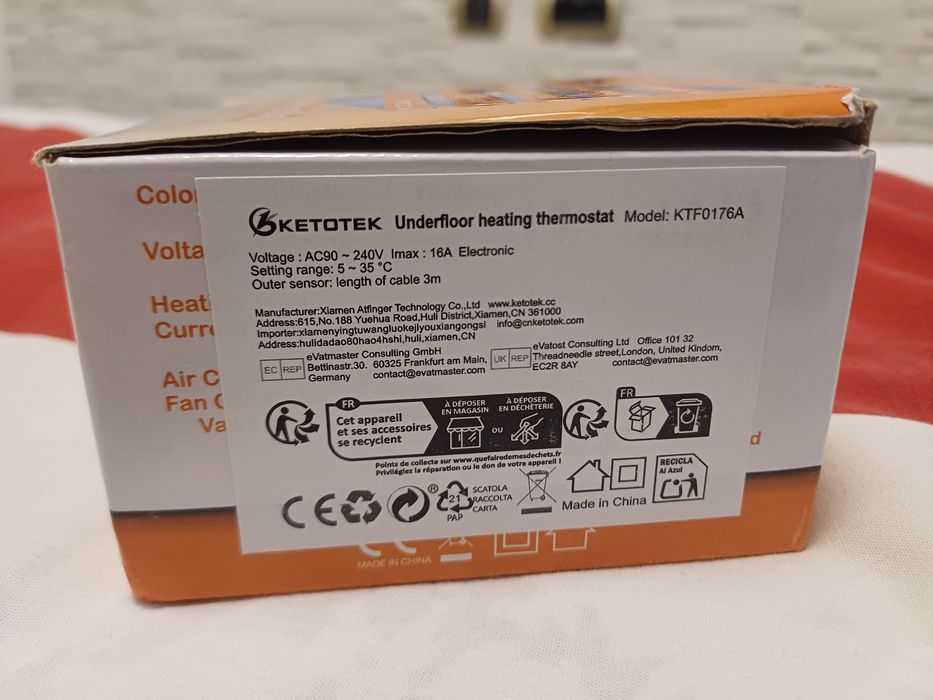 KETOTEK Underfloor heating thermostat Model: KTF0176A
Voltage : AC90 ~ 240V Imax : 16A Electronic
Setting range: 5 ~ 35 °C
Outer sensor: length of cable 3m
Manufacturer:Xiamen Atfinger Technology Co.,Ltd www.ketotek.cc
Address:615,No.188 Yuehua Road,Huli District,Xiamen,CN 361000
Importer:xiamenyingtuwangluokejiyouxiangongsi info@cnketotek.com
Address:hulidadao80hao4hshi,huli,xiamen,CN
EC REP
eVatmaster Consulting GmbH
Bettinastr.30. 60325 Frankfurt am Main,
Germany contact@evatmaster.com
UK REP
eVatost Consulting Ltd Office 101 32
Threadneedle street,London, United Kindom,
EC2R 8AY contact@evatmaster.com
FR
Cet appareil
et ses accessoires
se recyclent
À DÉPOSER
EN MAGASIN
OU
À DÉPOSER
EN DÉCHÈTERIE
FR
Points de collecte sur www.quefairedemesdechets.fr
Privilégiez la réparation ou le don de votre appareil !
CE
®
21
PAP
SCATOLA
RACCOLTA
CARTA
Made in China
RECICLA
Al Azul
Colo
Volta
Heati
Curre
Air C
Fan C
Va
d
MADE IN CHINA